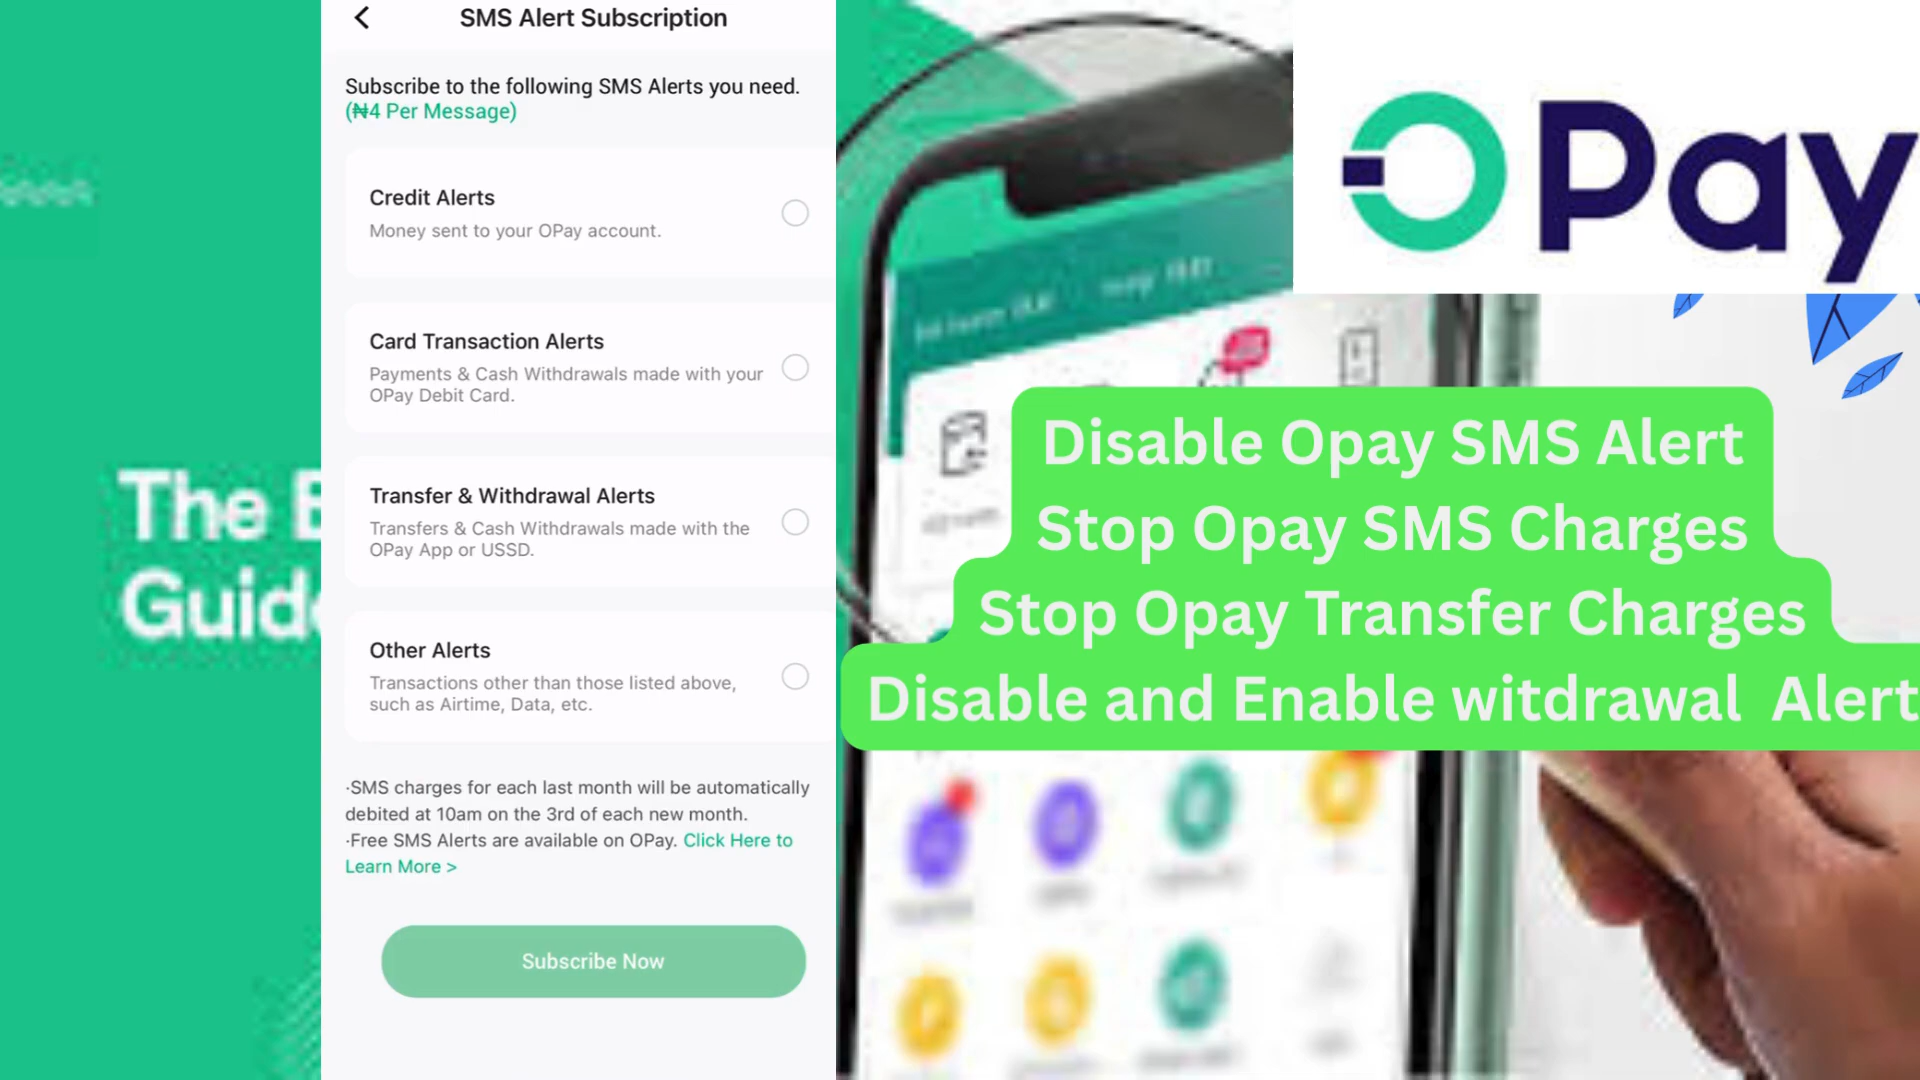 SMS Alert Subscription
Subscribe to the following SMS Alerts you need.
(₦4 Per Message)
Credit Alerts
Money sent to your OPay account.
Card Transaction Alerts
Payments & Cash Withdrawals made with your
OPay Debit Card.
Transfer & Withdrawal Alerts
Transfers & Cash Withdrawals made with the
OPay App or USSD.
Other Alerts
Transactions other than those listed above,
such as Airtime, Data, etc.
·SMS charges for each last month will be automatically
debited at 10am on the 3rd of each new month.
·Free SMS Alerts are available on OPay. Click Here to
Learn More >
Subscribe Now
The
Guide
OPay
Disable Opay SMS Alert
Stop Opay SMS Charges
Stop Opay Transfer Charges
Disable and Enable witdrawal Alert